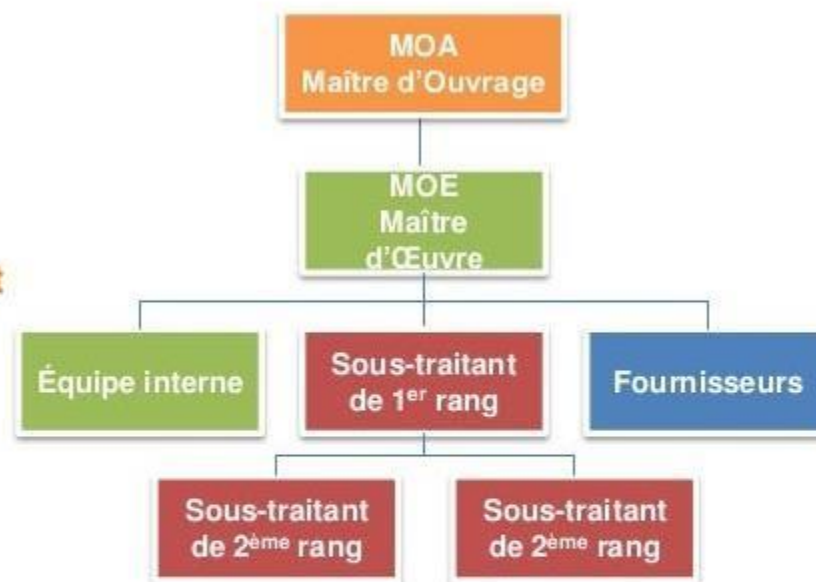 MOA
Maître d'Ouvrage
MOE
Maître
d'Œuvre
Équipe interne
Sous-traitant
de 1er rang
Fournisseurs
Sous-traitant
de 2ème rang
Sous-traitant
de 2ème rang